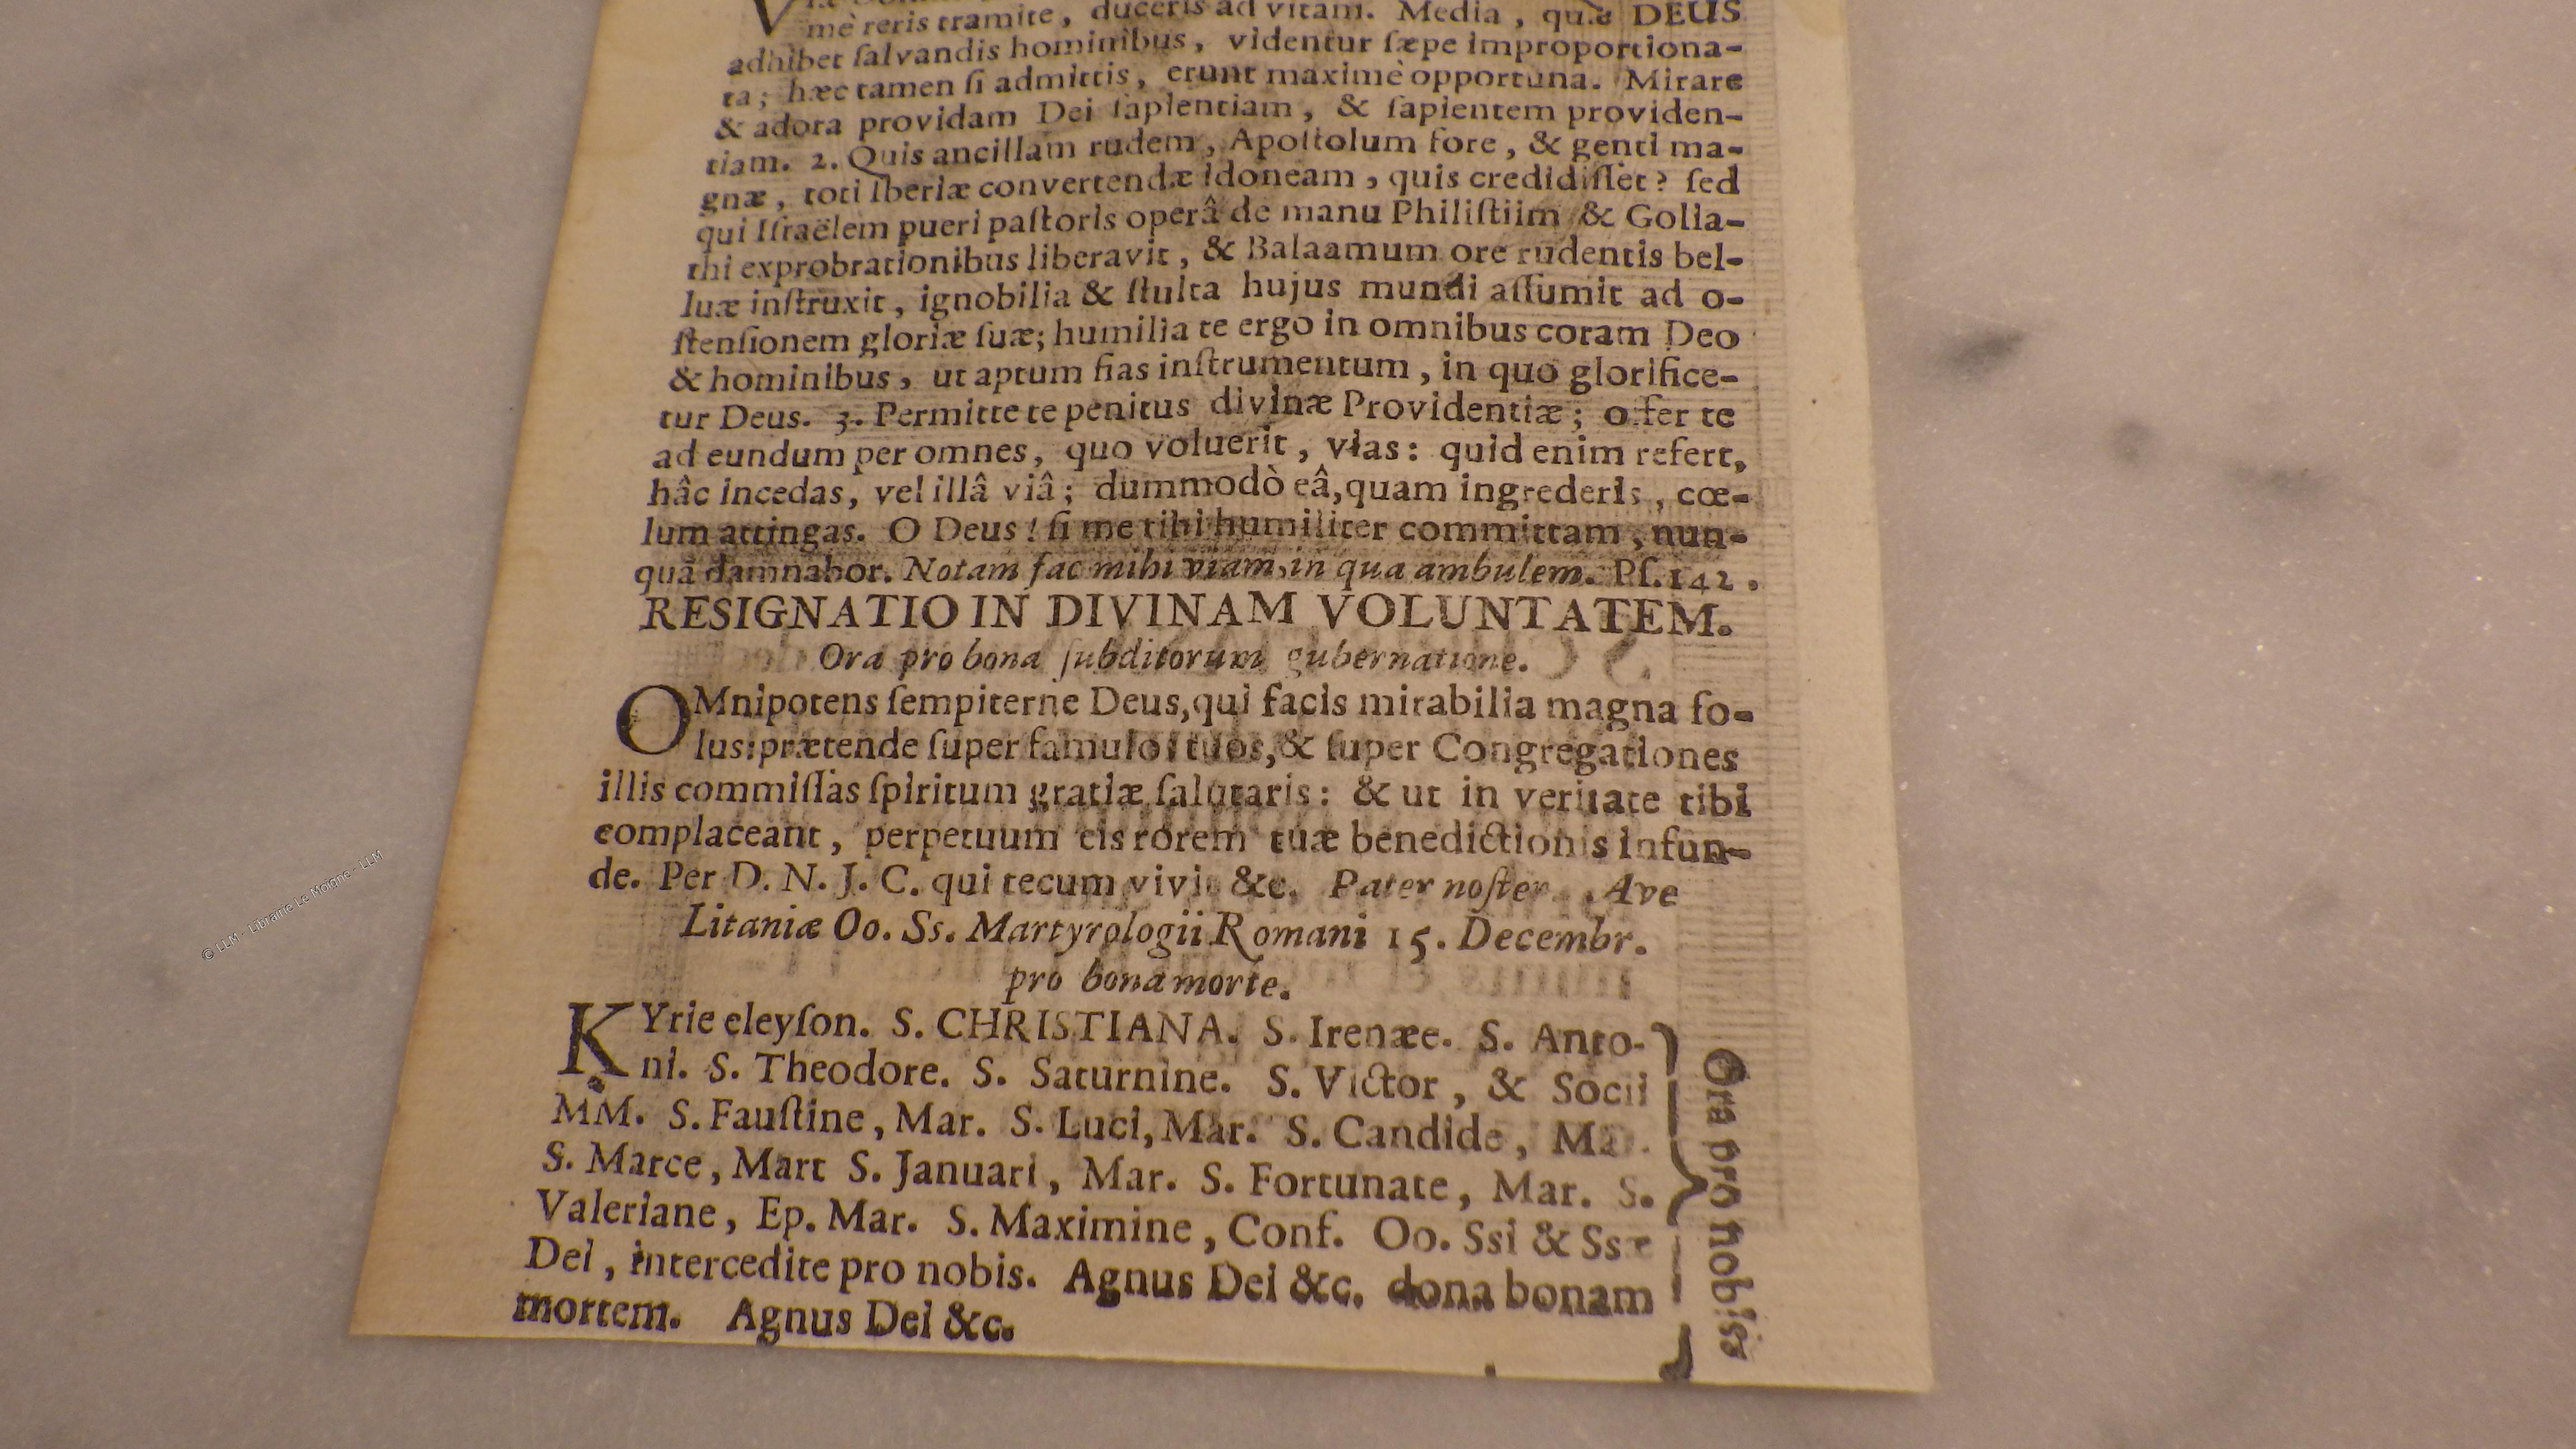 mè reris tramite, duceris ad vitam. Media, quæ DEUS
adhibet ſalvandis hominibus, videntur ſæpe improportiona-
ta; hæc tamen ſi admittis, erunt maximè opportuna. Mirare
& adora providam Dei ſapientiam, & ſapientem providen-
tiam. 2. Quis ancillam rudem, Apoſtolum fore, & genti ma-
gnæ, toti Iberiæ convertendæ idoneam, quis credidiſſet? ſed
qui Iſraëlem pueri paſtoris operâ de manu Philiſtiim & Golia-
thi exprobrationibus liberavit, & Balaamum ore rudentis bel-
luæ inſtruxit, ignobilia & ſtulta hujus mundi aſſumit ad o-
ſtenſionem gloriæ ſuæ; humilia te ergo in omnibus coram Deo
& hominibus, ut aptum fias inſtrumentum, in quo glorifice-
tur Deus. 3. Permitte te penitus divinæ Providentiæ; offer te
ad eundum per omnes, quo voluerit, vias: quid enim refert,
hâc incedas, vel illâ viâ; dummodò eâ, quam ingrederis, cœ-
lum attingas. O Deus! ſi me tibi humiliter committam, nun-
quã damnabor. Notam fac mihi viam, in qua ambulem. Pſ. 142.
RESIGNATIO IN DIVINAM VOLUNTATEM.
Ora pro bona ſubditorum gubernatione.
OMnipotens ſempiterne Deus, qui facis mirabilia magna ſo-
lus: prætende ſuper famulos tuos, & ſuper Congregationes
illis commiſſas ſpiritum gratiæ ſalutaris: & ut in veritate tibi
complaceant, perpetuum eis rorem tuæ benedictionis infun-
de. Per D. N. J. C. qui tecum vivit &c. Pater noſter. Ave
Litaniæ Oo. Ss. Martyrologii Romani 15. Decembr.
pro bona morte.
KYrie eleyſon. S. CHRISTIANA. S. Irenæe. S. Anto-
ni. S. Theodore. S. Saturnine. S. Victor, & Socii
MM. S. Fauſtine, Mar. S. Luci, Mar. S. Candide, Mar.
S. Marce, Mart S. Januari, Mar. S. Fortunate, Mar. S.
Valeriane, Ep. Mar. S. Maximine, Conf. Oo. Ssi & Ssæ
Dei, intercedite pro nobis. Agnus Dei &c. dona bonam
mortem. Agnus Dei &c.
Ora pro nobis
© LLM - Librairie Le Moigne - LLM